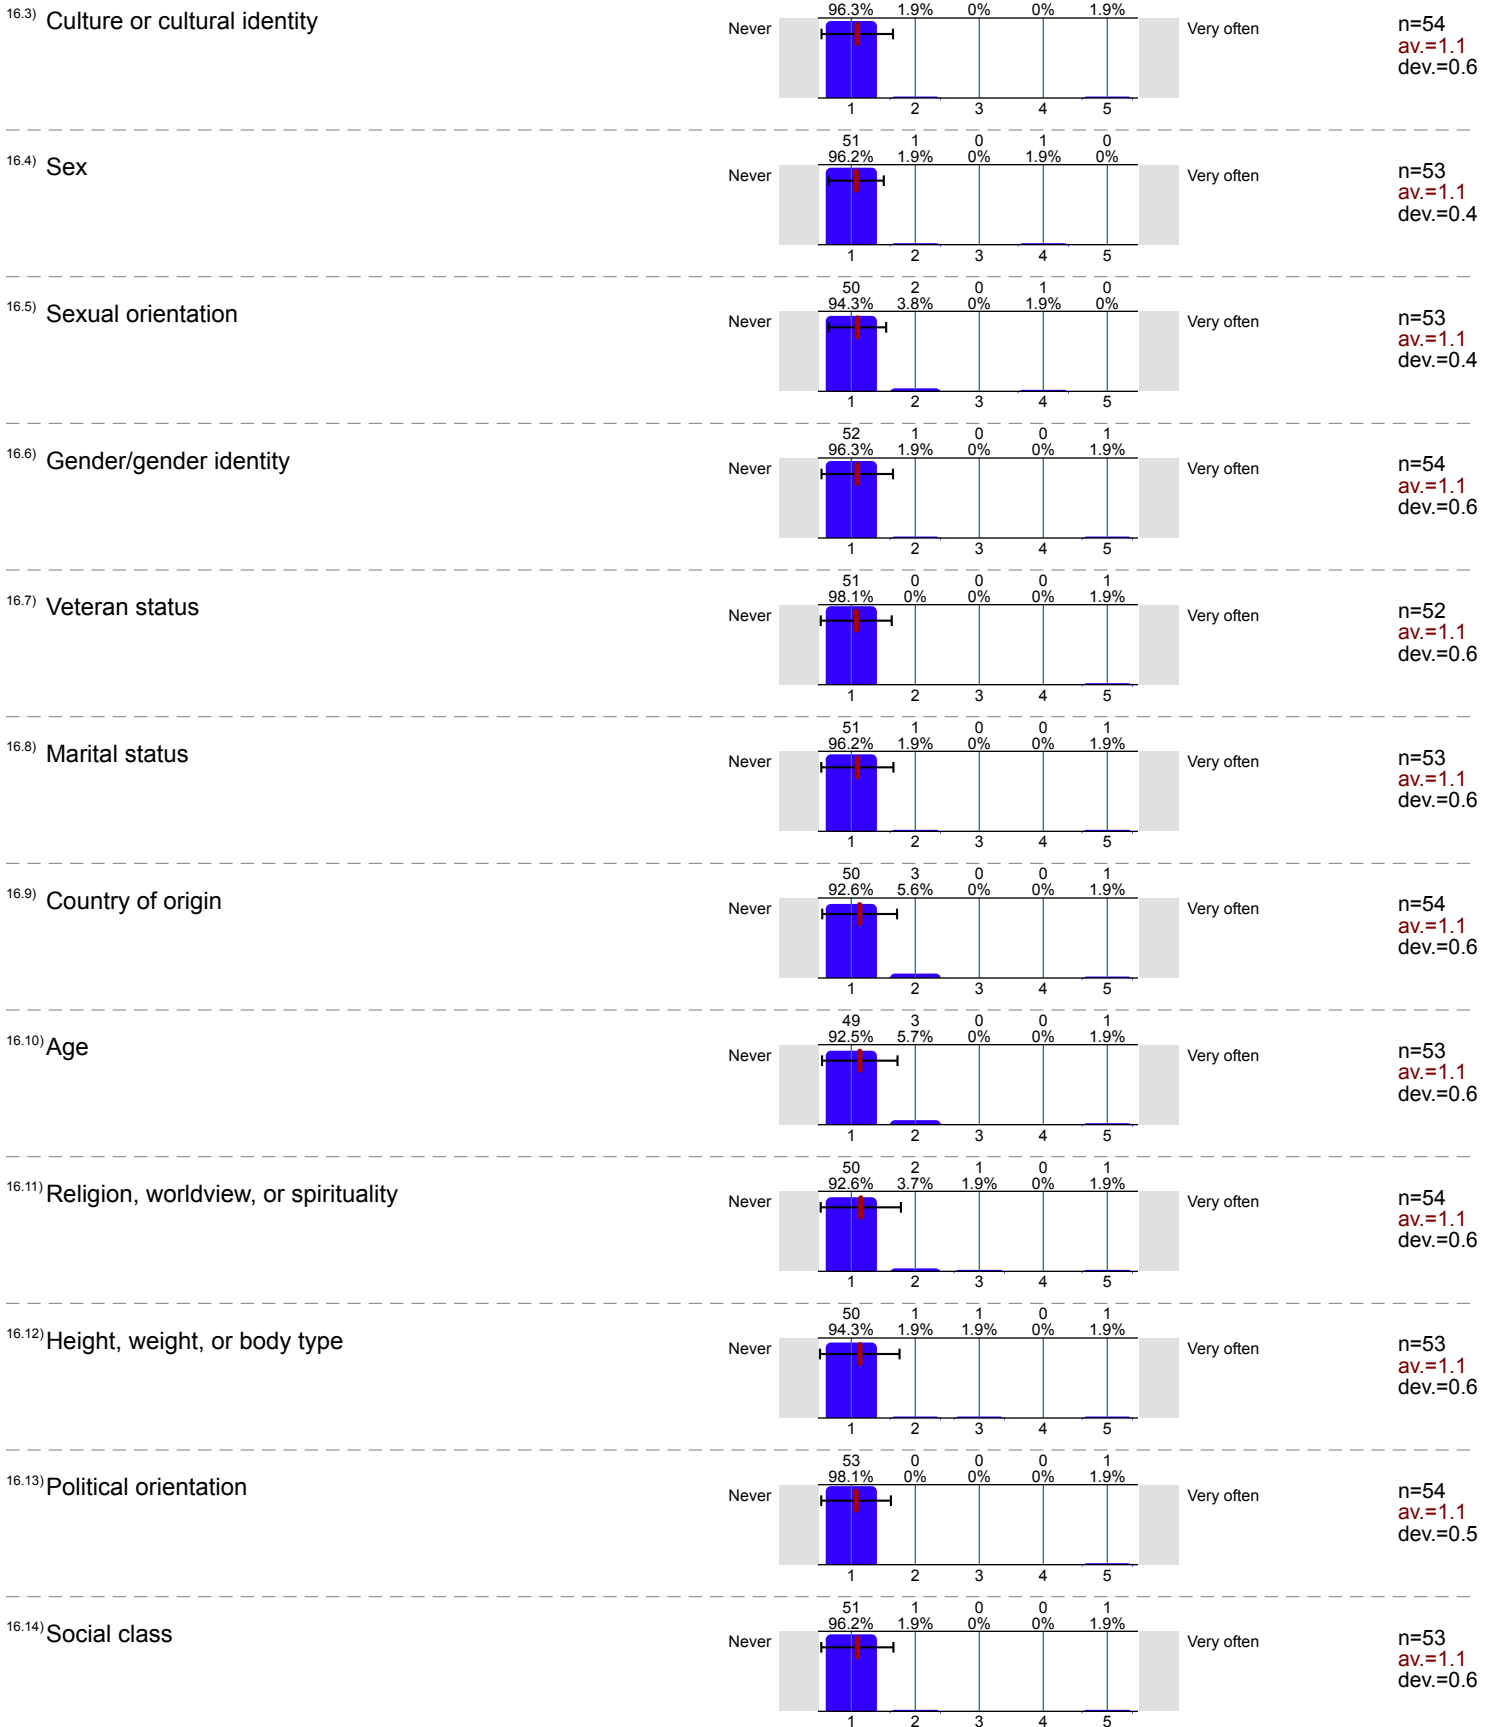 16.3) Culture or cultural identity
96.3% 1.9% 0% 0% 1.9%
Never Very often
n=54
av.=1.1
dev.=0.6
1 2 3 4 5
16.4) Sex
51 1 0 1 0
96.2% 1.9% 0% 1.9% 0%
Never Very often
n=53
av.=1.1
dev.=0.4
1 2 3 4 5
16.5) Sexual orientation
50 2 0 1 0
94.3% 3.8% 0% 1.9% 0%
Never Very often
n=53
av.=1.1
dev.=0.4
1 2 3 4 5
16.6) Gender/gender identity
52 1 0 0 1
96.3% 1.9% 0% 0% 1.9%
Never Very often
n=54
av.=1.1
dev.=0.6
1 2 3 4 5
16.7) Veteran status
51 0 0 0 1
98.1% 0% 0% 0% 1.9%
Never Very often
n=52
av.=1.1
dev.=0.6
1 2 3 4 5
16.8) Marital status
51 1 0 0 1
96.2% 1.9% 0% 0% 1.9%
Never Very often
n=53
av.=1.1
dev.=0.6
1 2 3 4 5
16.9) Country of origin
50 3 0 0 1
92.6% 5.6% 0% 0% 1.9%
Never Very often
n=54
av.=1.1
dev.=0.6
1 2 3 4 5
16.10) Age
49 3 0 0 1
92.5% 5.7% 0% 0% 1.9%
Never Very often
n=53
av.=1.1
dev.=0.6
1 2 3 4 5
16.11) Religion, worldview, or spirituality
50 2 1 0 1
92.6% 3.7% 1.9% 0% 1.9%
Never Very often
n=54
av.=1.1
dev.=0.6
1 2 3 4 5
16.12) Height, weight, or body type
50 1 1 0 1
94.3% 1.9% 1.9% 0% 1.9%
Never Very often
n=53
av.=1.1
dev.=0.6
1 2 3 4 5
16.13) Political orientation
53 0 0 0 1
98.1% 0% 0% 0% 1.9%
Never Very often
n=54
av.=1.1
dev.=0.5
1 2 3 4 5
16.14) Social class
51 1 0 0 1
96.2% 1.9% 0% 0% 1.9%
Never Very often
n=53
av.=1.1
dev.=0.6
1 2 3 4 5